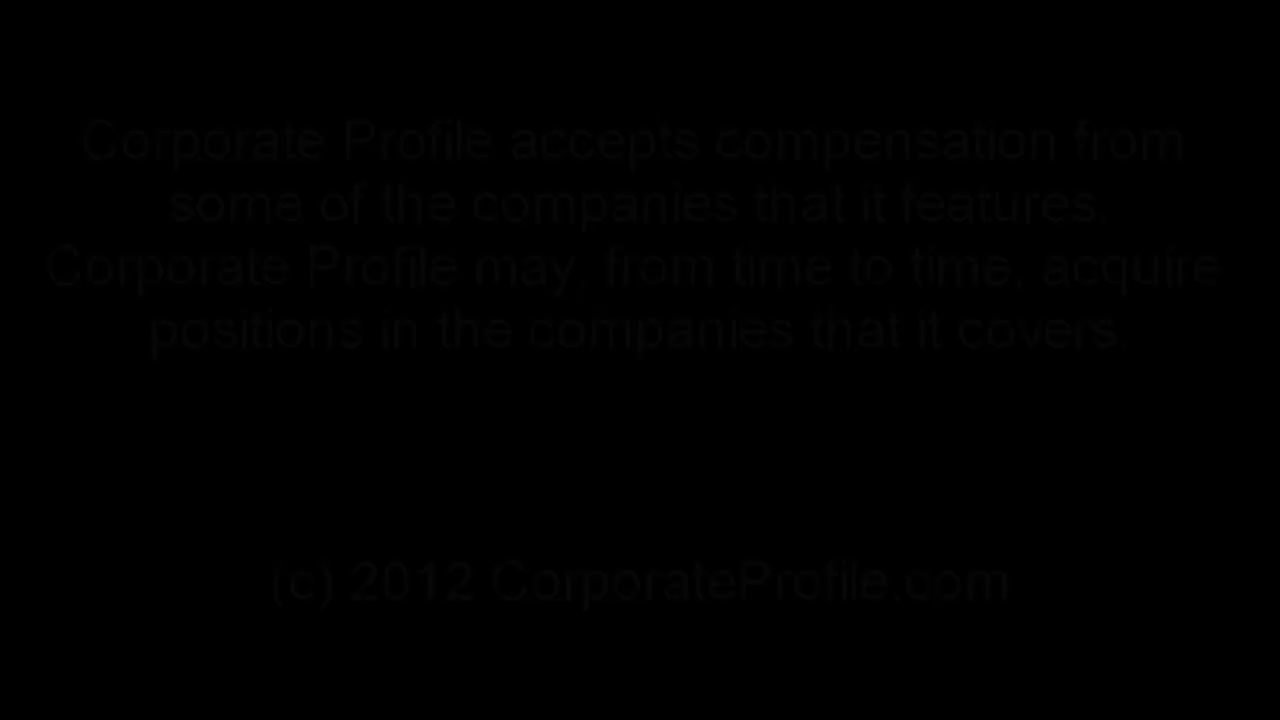 Corporate Profile accepts compensation from
some of the companies that it features.
Corporate Profile may, from time to time, acquire
positions in the companies that it covers.
(c) 2012 CorporateProfile.com